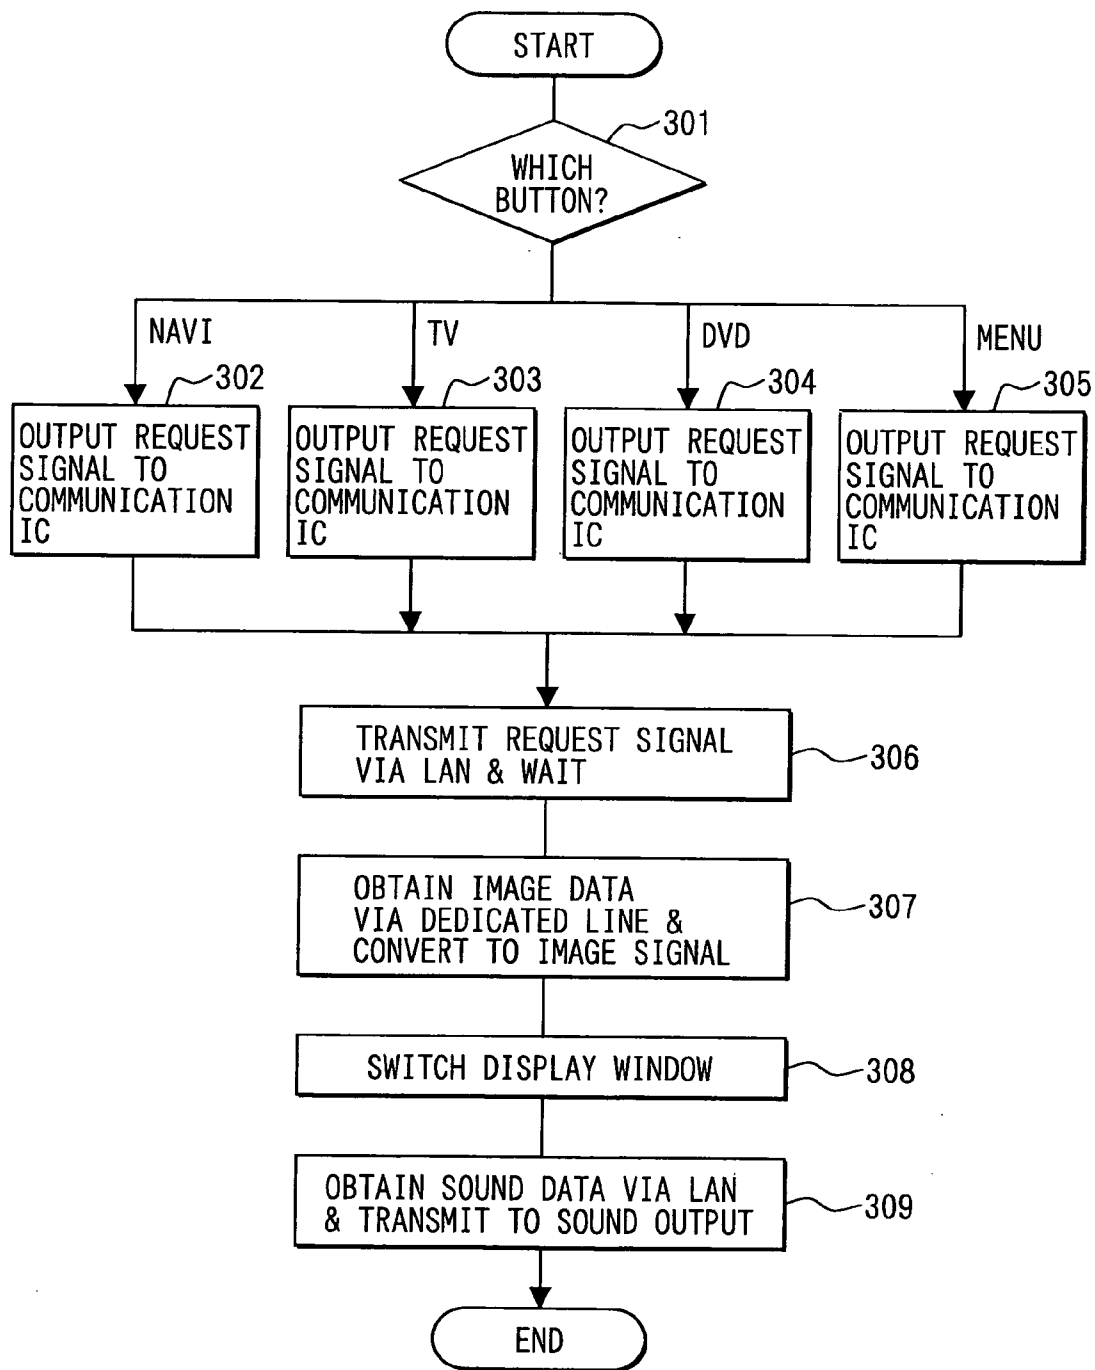 START
301
WHICH
BUTTON?
NAVI
TV
DVD
MENU
302
303
304
305
OUTPUT REQUEST
SIGNAL TO
COMMUNICATION
IC
OUTPUT REQUEST
SIGNAL TO
COMMUNICATION
IC
OUTPUT REQUEST
SIGNAL TO
COMMUNICATION
IC
OUTPUT REQUEST
SIGNAL TO
COMMUNICATION
IC
TRANSMIT REQUEST SIGNAL
VIA LAN & WAIT
306
OBTAIN IMAGE DATA
VIA DEDICATED LINE &
CONVERT TO IMAGE SIGNAL
307
SWITCH DISPLAY WINDOW
308
OBTAIN SOUND DATA VIA LAN
& TRANSMIT TO SOUND OUTPUT
309
END